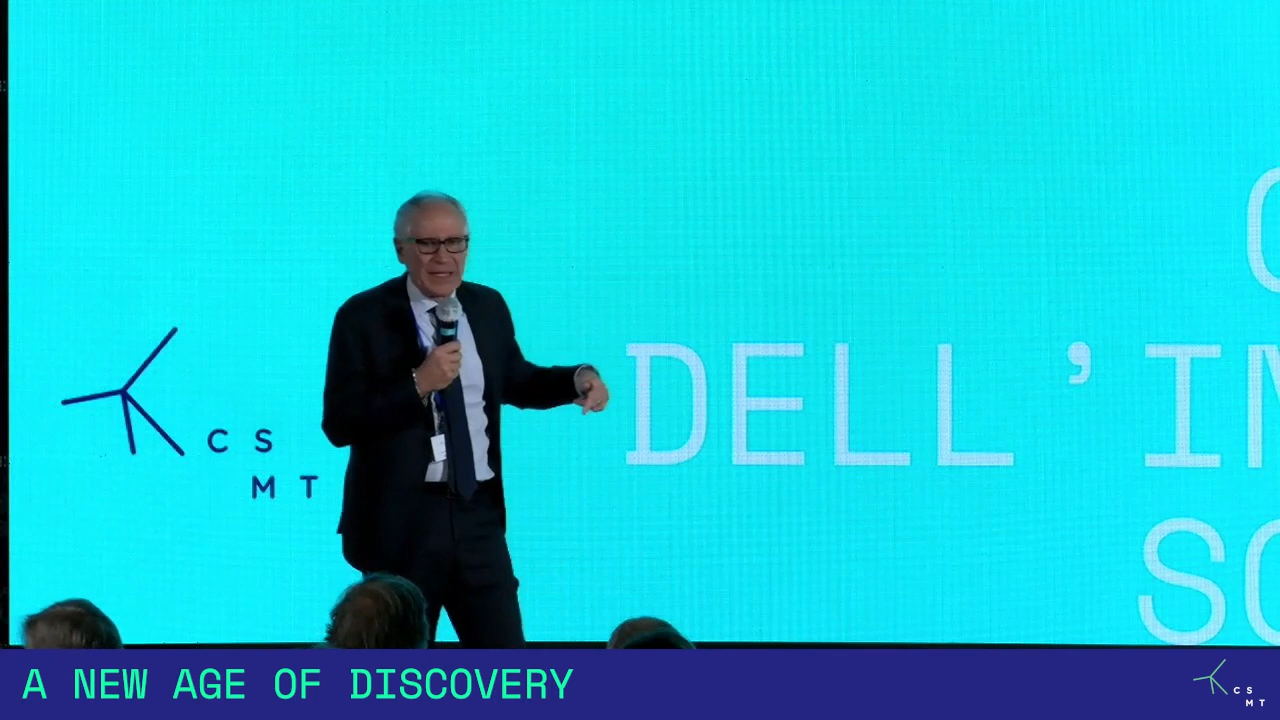 DELL'I
C S
M T
A NEW AGE OF DISCOVERY
C S
M T